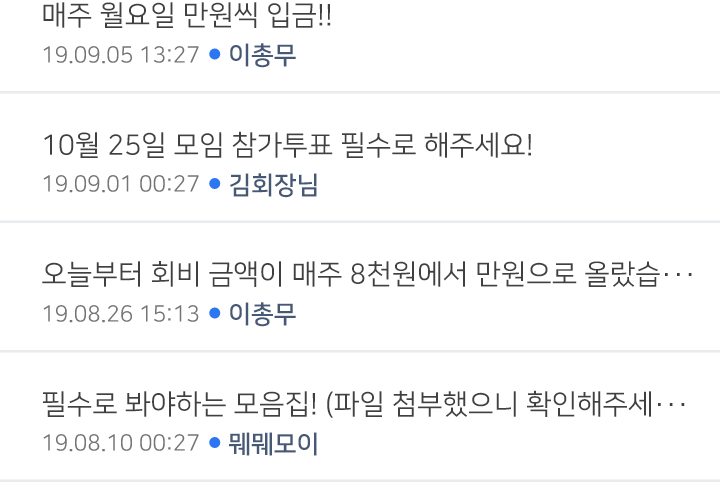 매주 월요일 만원씩 입금!!
19.09.05 13:27 ● 이총무
10월 25일 모임 참가투표 필수로 해주세요!
19.09.01 00:27 ● 김회장님
오늘부터 회비 금액이 매주 8천원에서 만원으로 올랐습···
19.08.26 15:13 ● 이총무
필수로 봐야하는 모음집! (파일 첨부했으니 확인해주세···
19.08.10 00:27 ● 뭬뭬모이